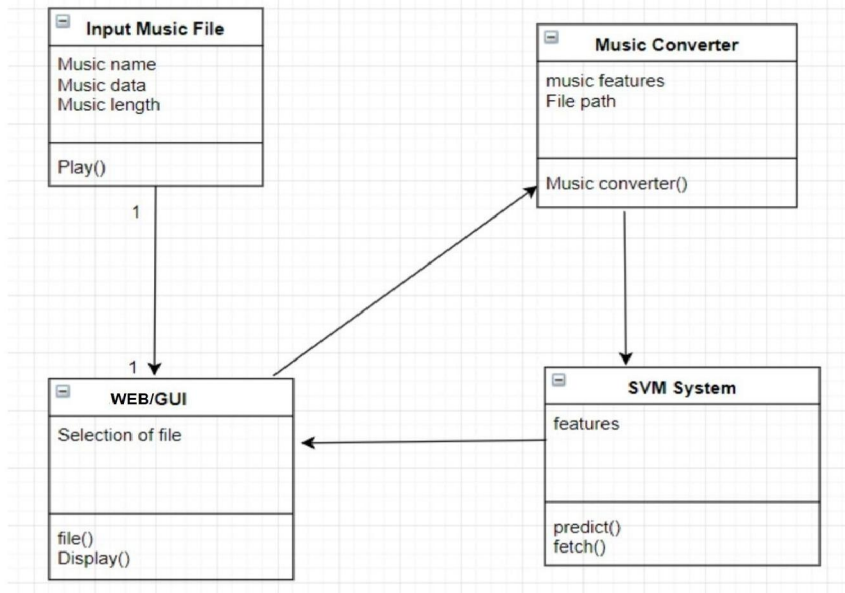 Input Music File
Music name
Music data
Music length
Play()
1
1
WEB/GUI
Selection of file
file()
Display()
Music Converter
music features
File path
Music converter()
SVM System
features
predict()
fetch()